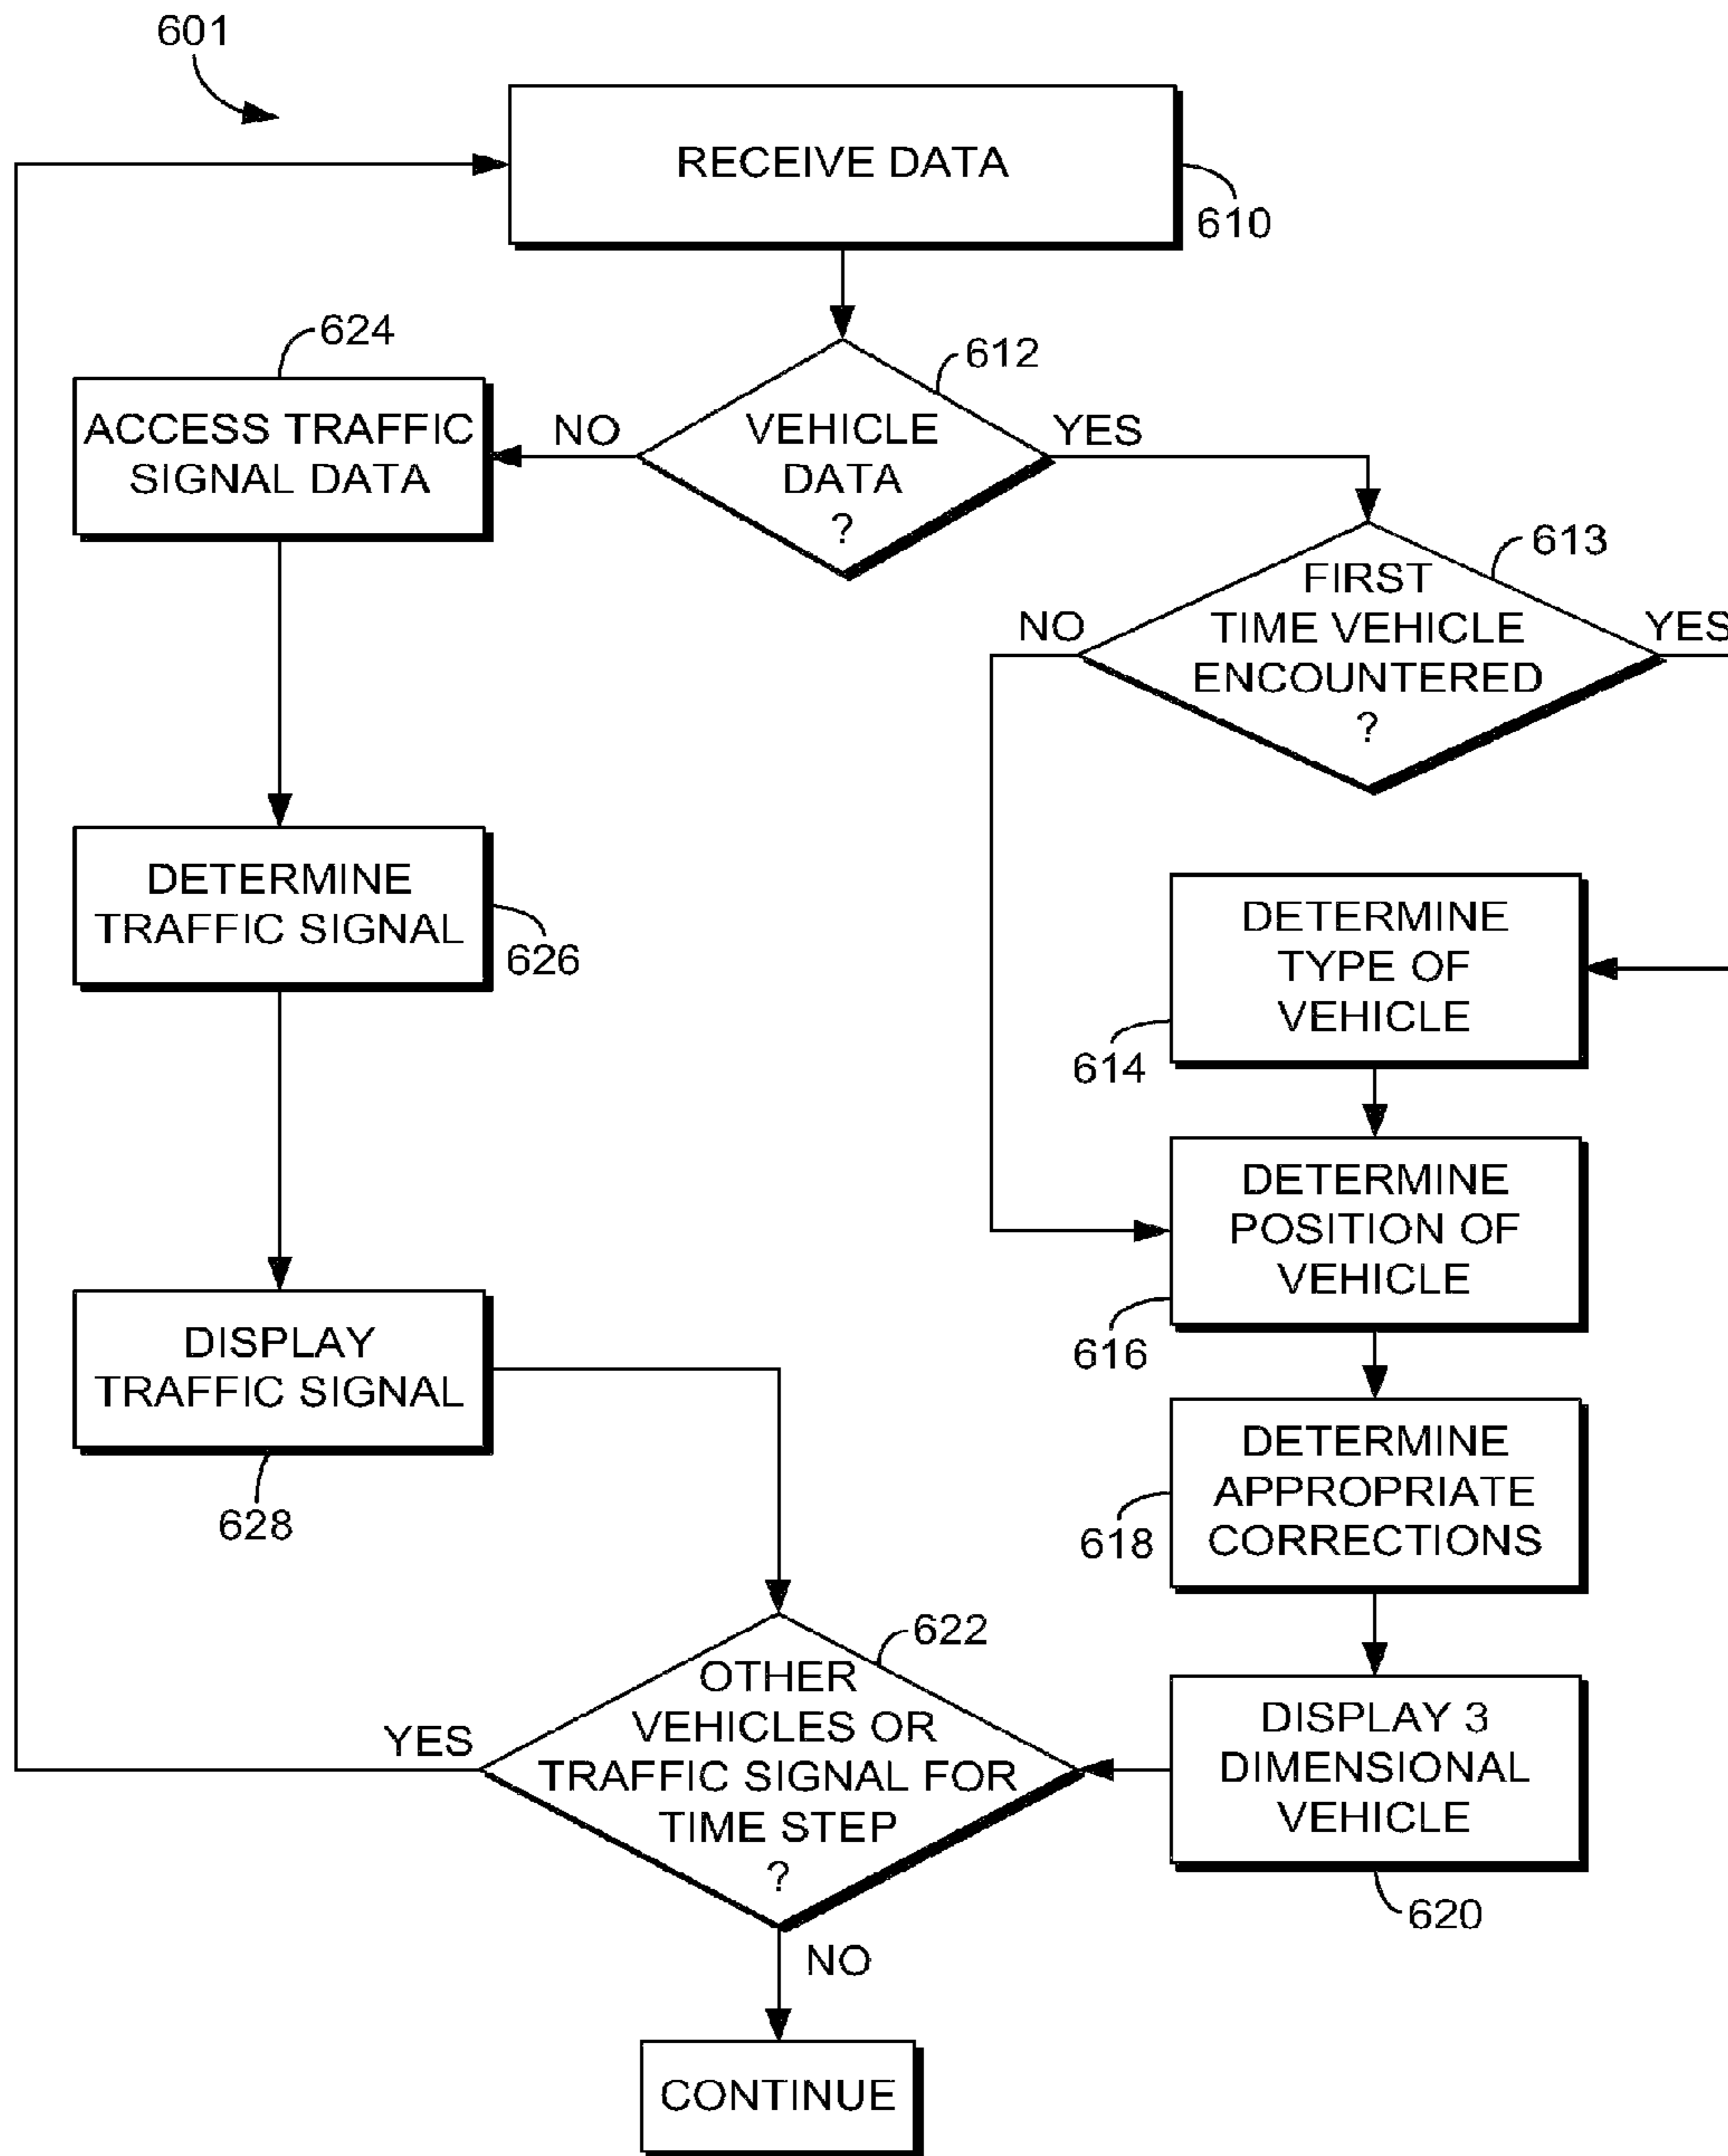 601
RECEIVE DATA
610
624
612
ACCESS TRAFFIC
SIGNAL DATA
NO
VEHICLE
DATA
?
YES
613
FIRST
TIME VEHICLE
ENCOUNTERED
?
NO
YES
DETERMINE
TRAFFIC SIGNAL
626
DETERMINE
TYPE OF
VEHICLE
614
DETERMINE
POSITION OF
VEHICLE
616
DISPLAY
TRAFFIC SIGNAL
628
DETERMINE
APPROPRIATE
CORRECTIONS
618
622
OTHER
VEHICLES OR
TRAFFIC SIGNAL FOR
TIME STEP
?
YES
DISPLAY 3
DIMENSIONAL
VEHICLE
620
NO
CONTINUE